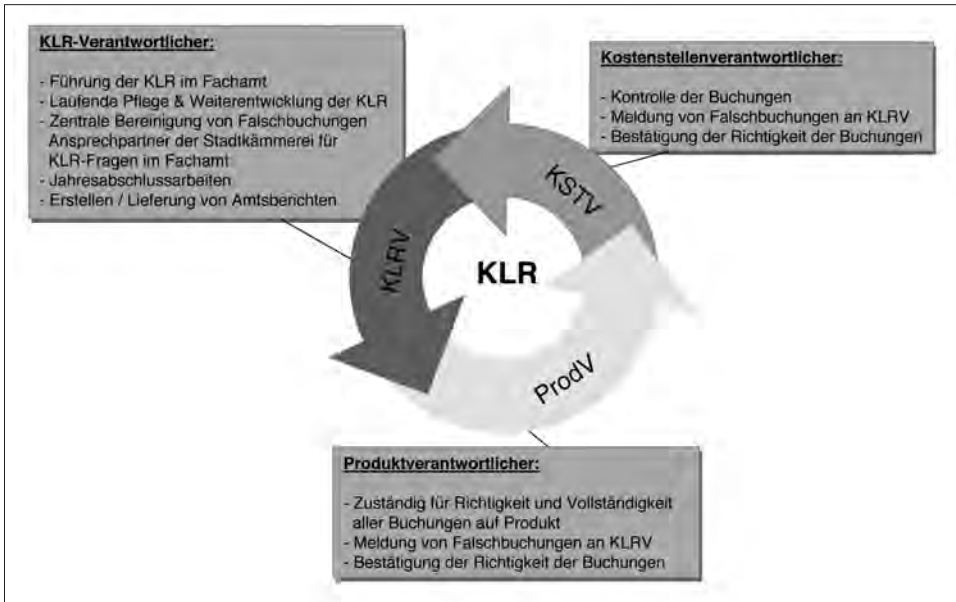 KLR-Verantwortlicher:
- Führung der KLR im Fachamt
- Laufende Pflege & Weiterentwicklung der KLR
- Zentrale Bereinigung von Falschbuchungen
Ansprechpartner der Stadtkämmerei für
KLR-Fragen im Fachamt
- Jahresabschlussarbeiten
- Erstellen / Lieferung von Amtsberichten
Kostenstellenverantwortlicher:
- Kontrolle der Buchungen
- Meldung von Falschbuchungen an KLRV
- Bestätigung der Richtigkeit der Buchungen
KSTV
KLRV
KLR
ProdV
Produktverantwortlicher:
- Zuständig für Richtigkeit und Vollständigkeit
aller Buchungen auf Produkt
- Meldung von Falschbuchungen an KLRV
- Bestätigung der Richtigkeit der Buchungen